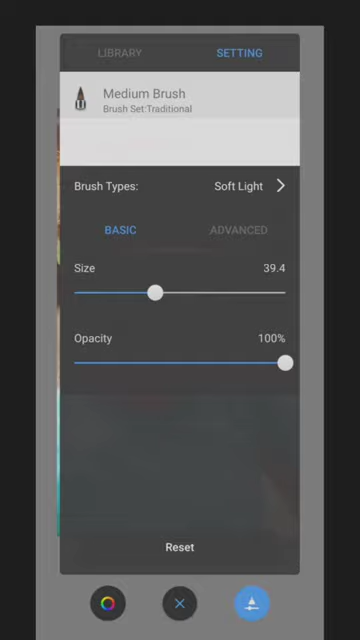 LIBRARY SETTING
Medium Brush
Brush Set:Traditional
Brush Types: Soft Light
BASIC ADVANCED
Size 39.4
Opacity 100%
Reset